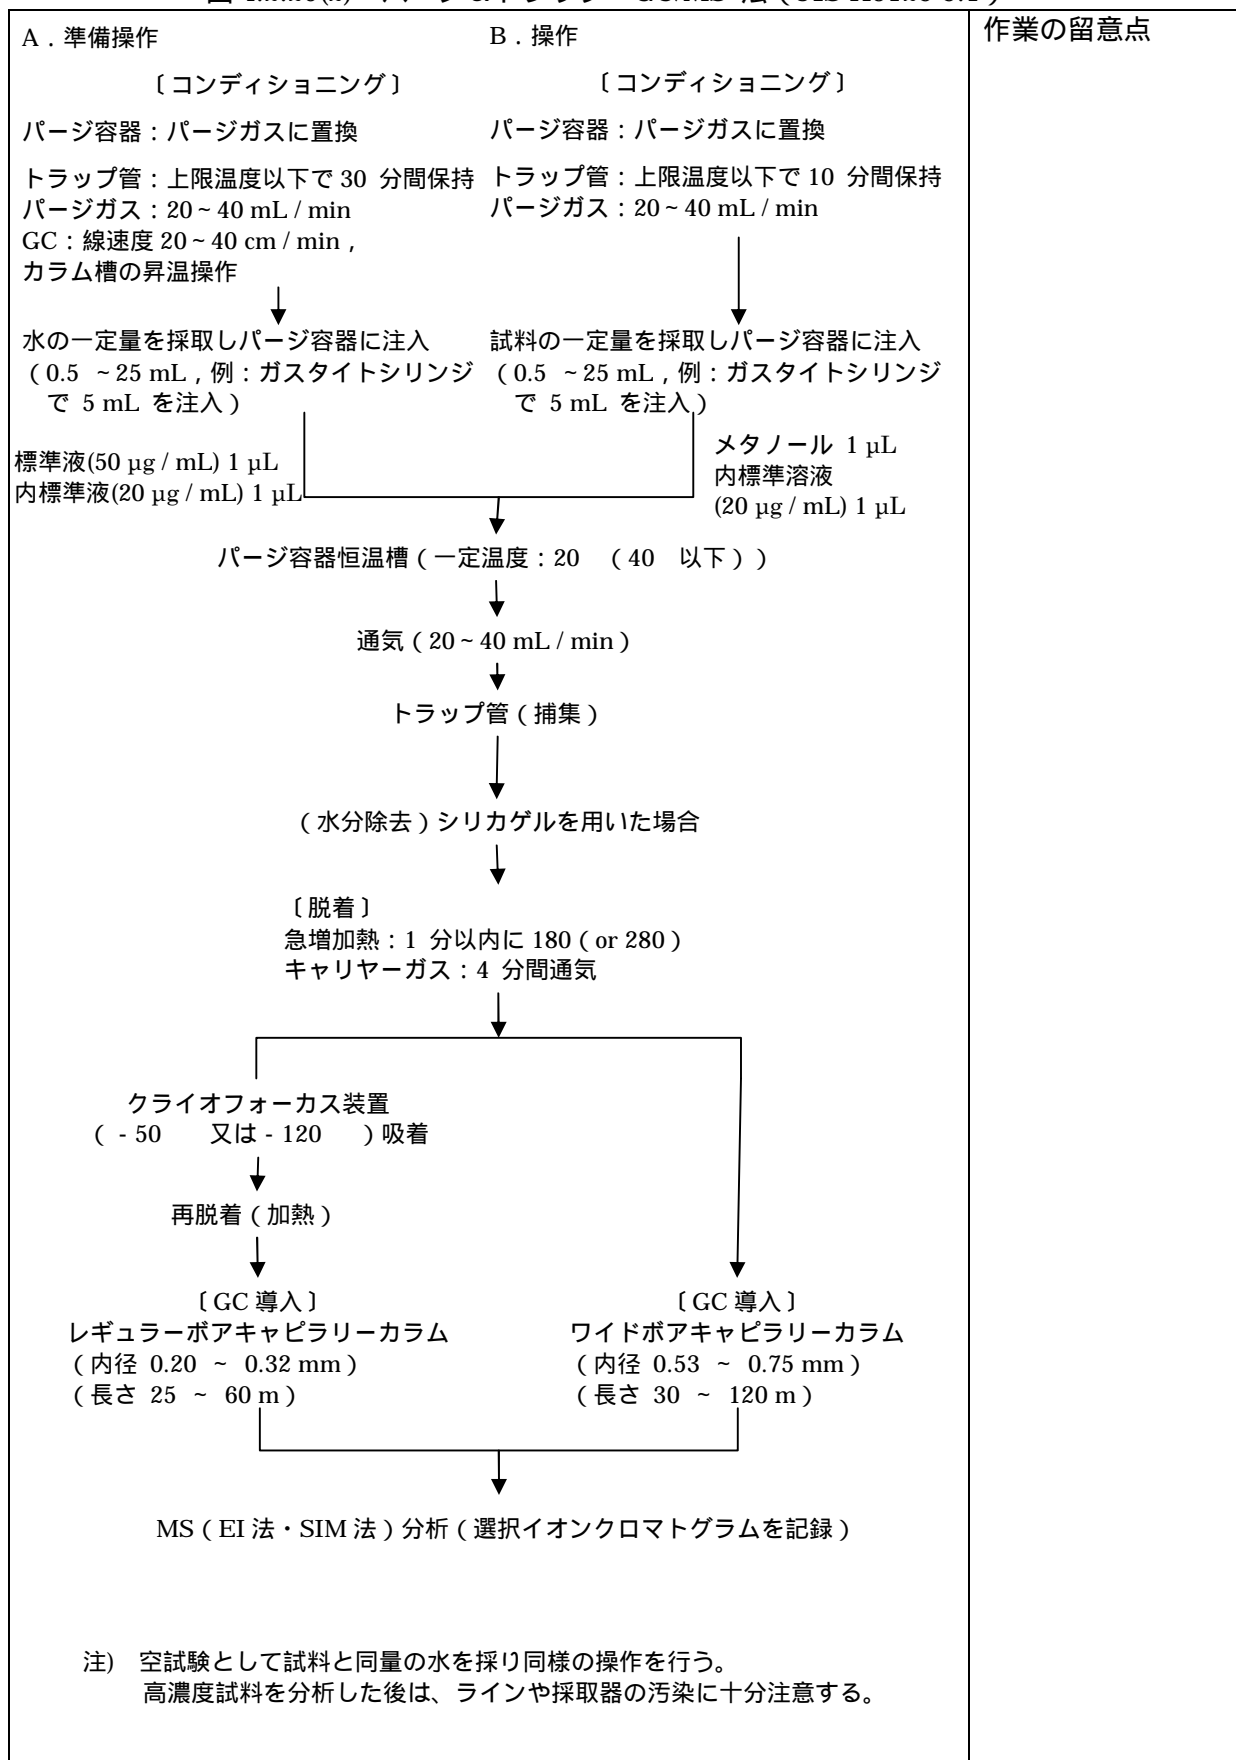 作業の留意点
A．準備操作
〔コンディショニング〕
パージ容器：パージガスに置換
トラップ管：上限温度以下で 30 分間保持
パージガス：20~40 mL / min
GC：線速度 20~40 cm / min，
カラム槽の昇温操作
水の一定量を採取しパージ容器に注入
（0.5 ~25 mL，例：ガスタイトシリンジ
で 5 mL を注入）
標準液(50 µg / mL) 1 µL
内標準液(20 µg / mL) 1 µL
B．操作
〔コンディショニング〕
パージ容器：パージガスに置換
トラップ管：上限温度以下で 10 分間保持
パージガス：20~40 mL / min
試料の一定量を採取しパージ容器に注入
（0.5 ~25 mL，例：ガスタイトシリンジ
で 5 mL を注入）
メタノール 1 µL
内標準溶液
(20 µg / mL) 1 µL
パージ容器恒温槽（一定温度：20 （40 以下））
通気（20~40 mL / min）
トラップ管（捕集）
（水分除去）シリカゲルを用いた場合
〔脱着〕
急増加熱：1 分以内に 180（or 280）
キャリヤーガス：4 分間通気
クライオフォーカス装置
（ - 50 又は - 120 ）吸着
再脱着（加熱）
〔GC 導入〕
レギュラーボアキャピラリーカラム
（内径 0.20 ~ 0.32 mm）
（長さ 25 ~ 60 m）
〔GC 導入〕
ワイドボアキャピラリーカラム
（内径 0.53 ~ 0.75 mm）
（長さ 30 ~ 120 m）
MS（EI 法・SIM 法）分析（選択イオンクロマトグラムを記録）
注) 空試験として試料と同量の水を採り同様の操作を行う。
高濃度試料を分析した後は、ラインや採取器の汚染に十分注意する。